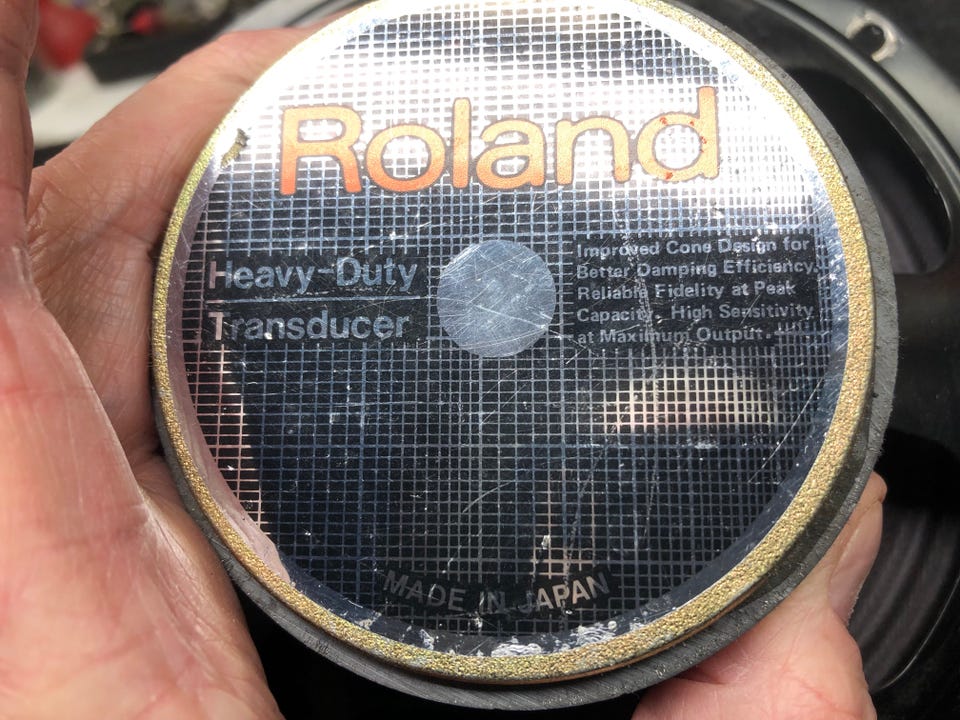 Roland
Heavy-Duty
Transducer
Improved Cone Design for
Better Damping Efficiency.
Reliable Fidelity at Peak
Capacity. High Sensitivity
at Maximum Output.
MADE IN JAPAN